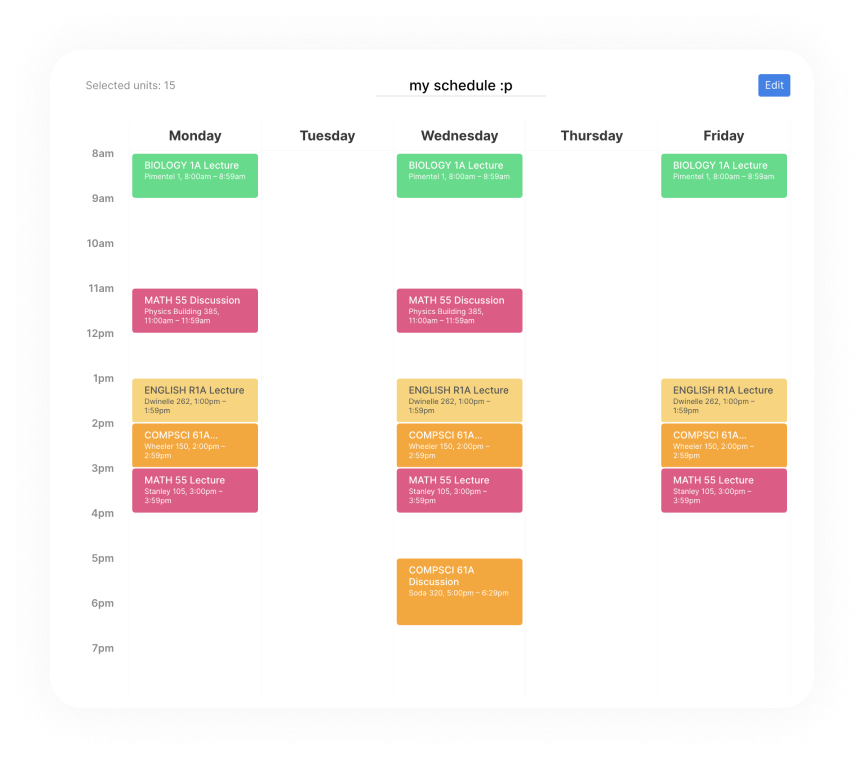 Selected units: 15
my schedule :p
Edit
Monday
Tuesday
Wednesday
Thursday
Friday
8am
BIOLOGY 1A Lecture
Pimentel 1, 8:00am – 8:59am
BIOLOGY 1A Lecture
Pimentel 1, 8:00am – 8:59am
BIOLOGY 1A Lecture
Pimentel 1, 8:00am – 8:59am
9am
10am
11am
MATH 55 Discussion
Physics Building 385,
11:00am – 11:59am
MATH 55 Discussion
Physics Building 385,
11:00am – 11:59am
12pm
1pm
ENGLISH R1A Lecture
Dwinelle 262, 1:00pm –
1:59pm
ENGLISH R1A Lecture
Dwinelle 262, 1:00pm –
1:59pm
ENGLISH R1A Lecture
Dwinelle 262, 1:00pm –
1:59pm
2pm
COMPSCI 61A...
Wheeler 150, 2:00pm –
2:59pm
COMPSCI 61A...
Wheeler 150, 2:00pm –
2:59pm
COMPSCI 61A...
Wheeler 150, 2:00pm –
2:59pm
3pm
MATH 55 Lecture
Stanley 105, 3:00pm –
3:59pm
MATH 55 Lecture
Stanley 105, 3:00pm –
3:59pm
MATH 55 Lecture
Stanley 105, 3:00pm –
3:59pm
4pm
5pm
COMPSCI 61A
Discussion
Soda 320, 5:00pm – 6:29pm
6pm
7pm